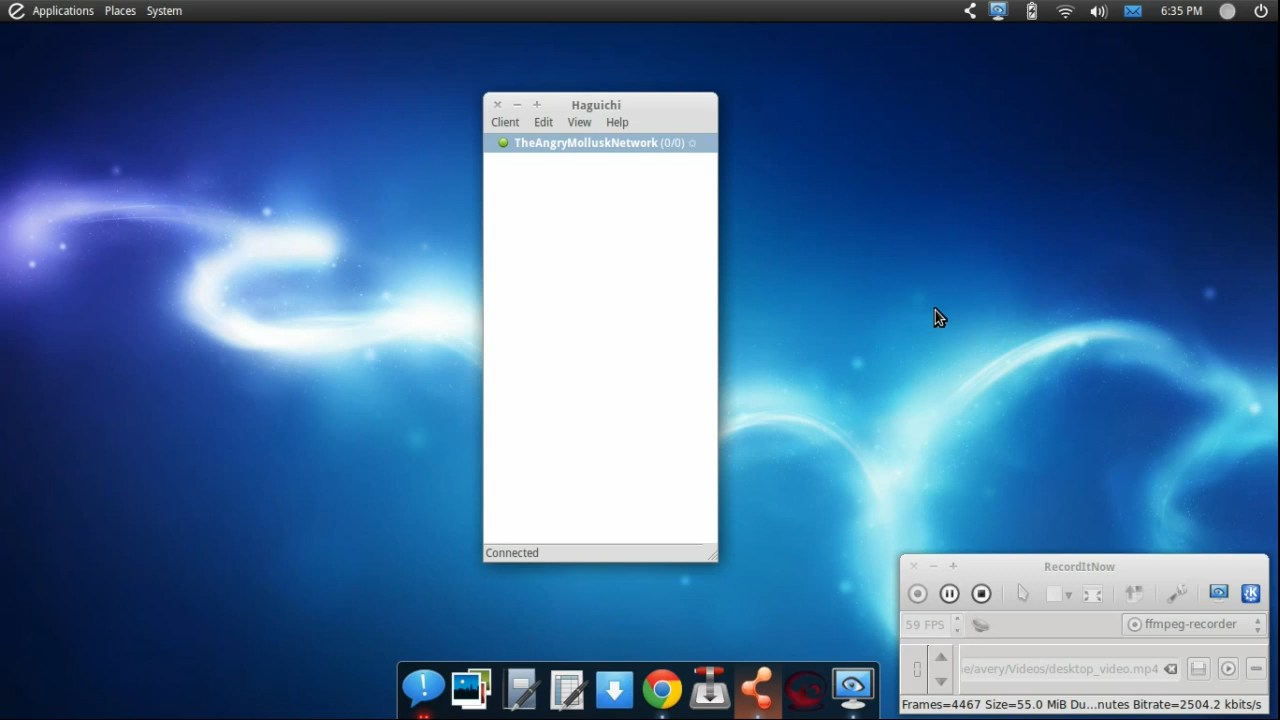 Applications Places System
6:35 PM
Haguichi
Client Edit View Help
TheAngryMolluskNetwork (0/0)
Connected
RecordItNow
59 FPS
ffmpeg-recorder
e/avery/Videos/desktop_video.mp4
Frames=4467 Size=55.0 MiB Du...nutes Bitrate=2504.2 kbits/s